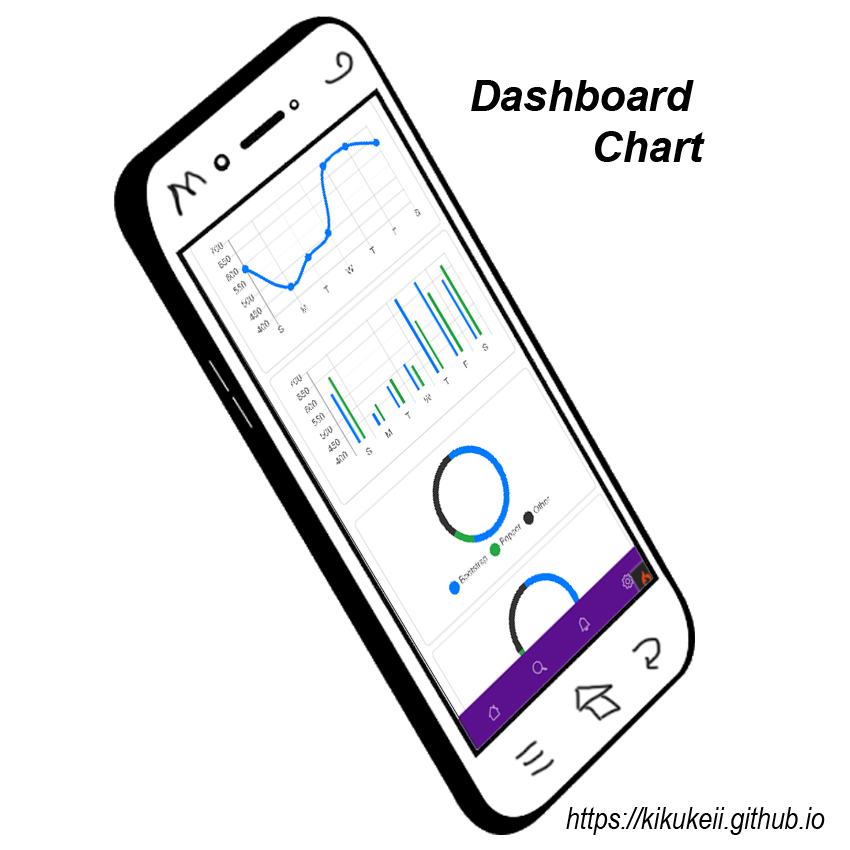 Dashboard
Chart
700
650
600
550
500
450
400
S
M
T
W
T
F
S
700
650
600
550
500
450
400
S
M
T
W
T
F
S
Bootstrap
Popper
Other
https://kikukeii.github.io